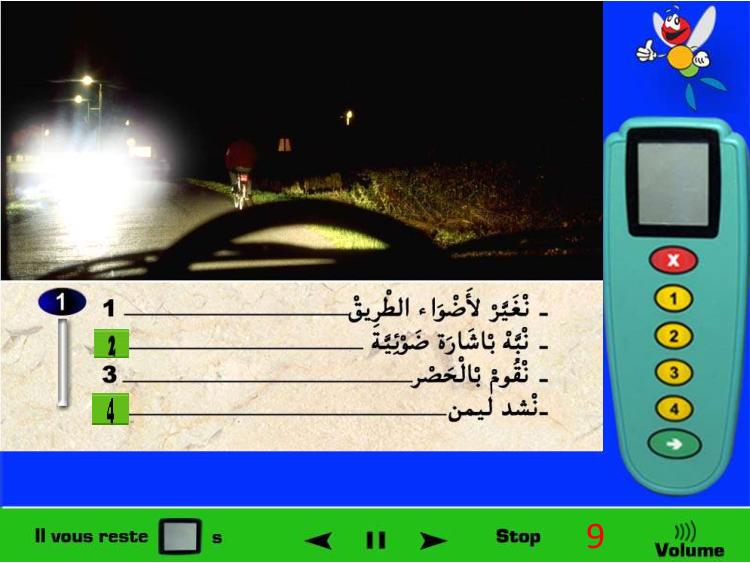 1 ـ نْغَيَّرْ لأَضْوَاء الطْرِيقْ
2 ـ نْبَّهْ بْاشَارَة ضَوْئِيَّة
3 ـ نْقُومْ بْالْحَصْر
4 ـنْشد ليمن
1
X
1
2
3
4
Il vous reste s
Stop
9
Volume